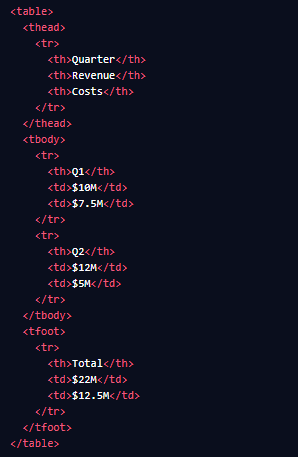 <table>
<thead>
<tr>
<th>Quarter</th>
<th>Revenue</th>
<th>Costs</th>
</tr>
</thead>
<tbody>
<tr>
<th>Q1</th>
<td>$10M</td>
<td>$7.5M</td>
</tr>
<tr>
<th>Q2</th>
<td>$12M</td>
<td>$5M</td>
</tr>
</tbody>
<tfoot>
<tr>
<th>Total</th>
<td>$22M</td>
<td>$12.5M</td>
</tr>
</tfoot>
</table>